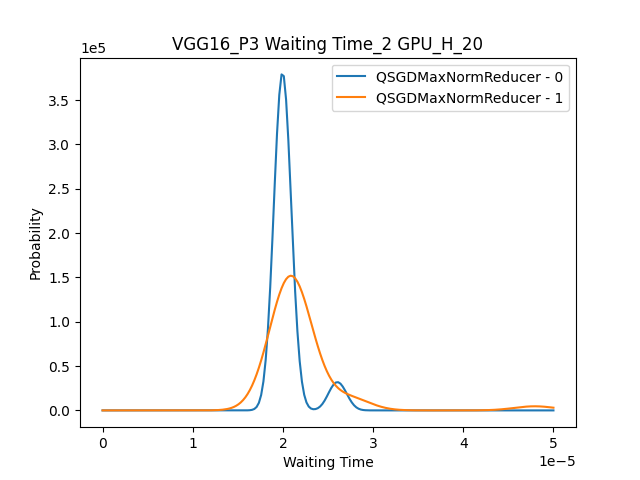 VGG16_P3 Waiting Time_2 GPU_H_20
1e5
QSGDMaxNormReducer - 0
QSGDMaxNormReducer - 1
3.5
3.0
2.5
2.0
1.5
1.0
0.5
0.0
Probability
0 1 2 3 4 5
1e−5
Waiting Time